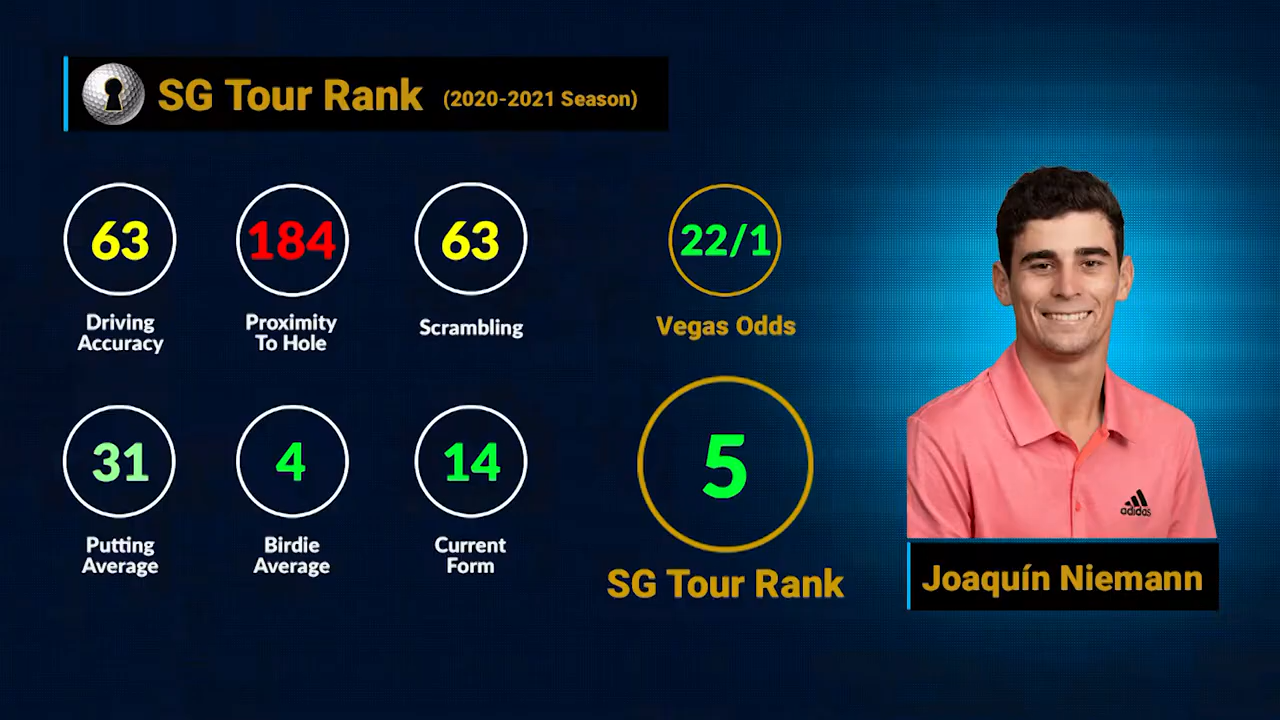 SG Tour Rank (2020-2021 Season)
63
184
63
22/1
Driving
Accuracy
Proximity
To Hole
Scrambling
Vegas Odds
31
4
14
5
Putting
Average
Birdie
Average
Current
Form
SG Tour Rank
adidas
Joaquín Niemann